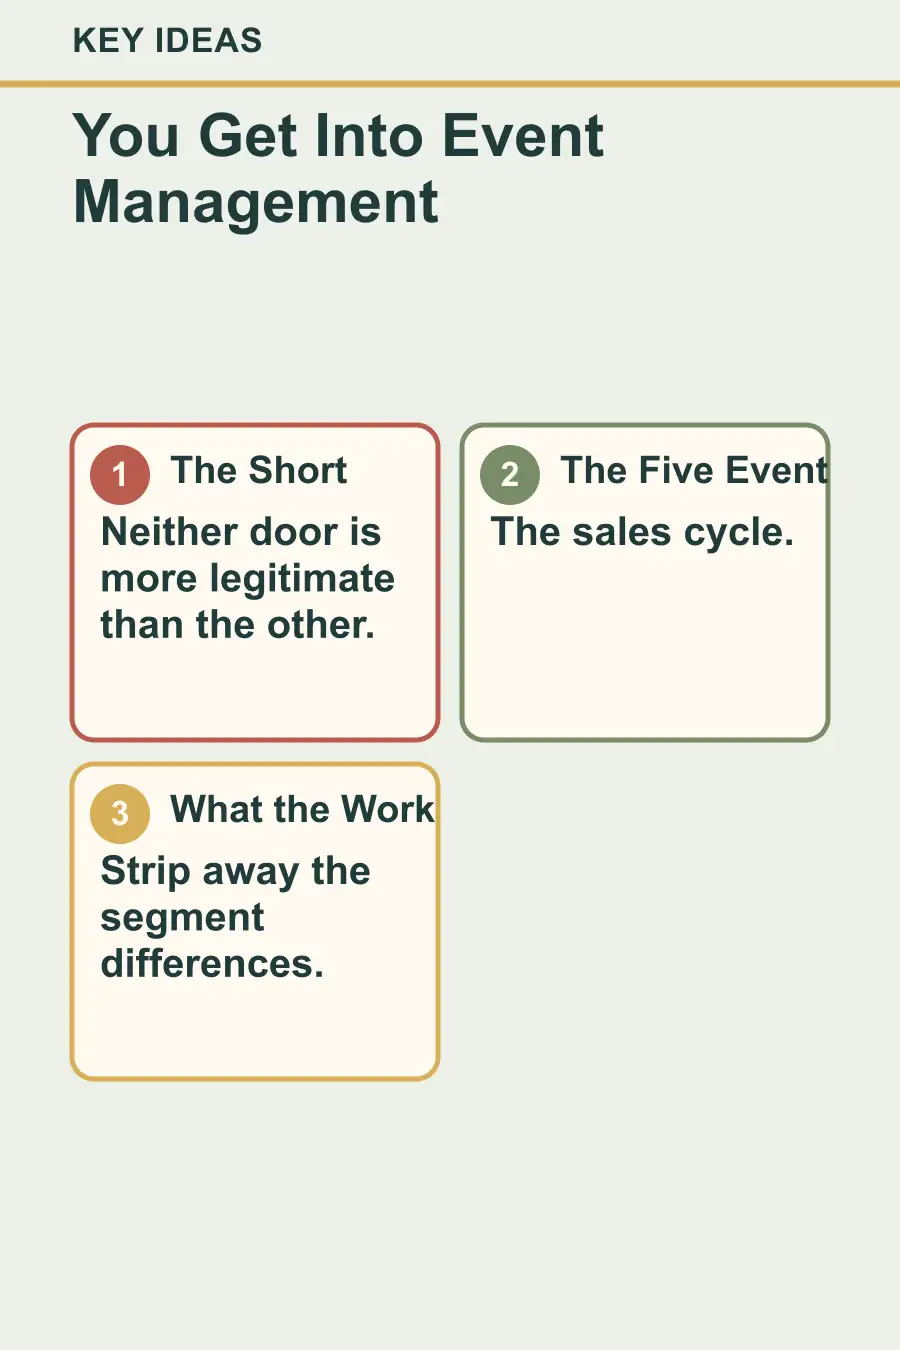 KEY IDEAS
You Get Into Event
Management
1 The Short
Neither door is
more legitimate
than the other.
2 The Five Event
The sales cycle.
3 What the Work
Strip away the
segment
differences.